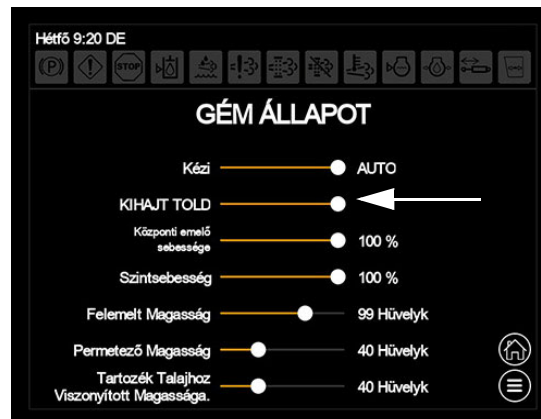 Hétfő 9:20 DE
(P) STOP
GÉM ÁLLAPOT
Kézi AUTO
KIHAJT TOLD
Központi emelő
sebessége 100 %
Szintsebesség 100 %
Felemelt Magasság 99 Hüvelyk
Permetező Magasság 40 Hüvelyk
Tartozék Talajhoz
Viszonyított Magassága. 40 Hüvelyk